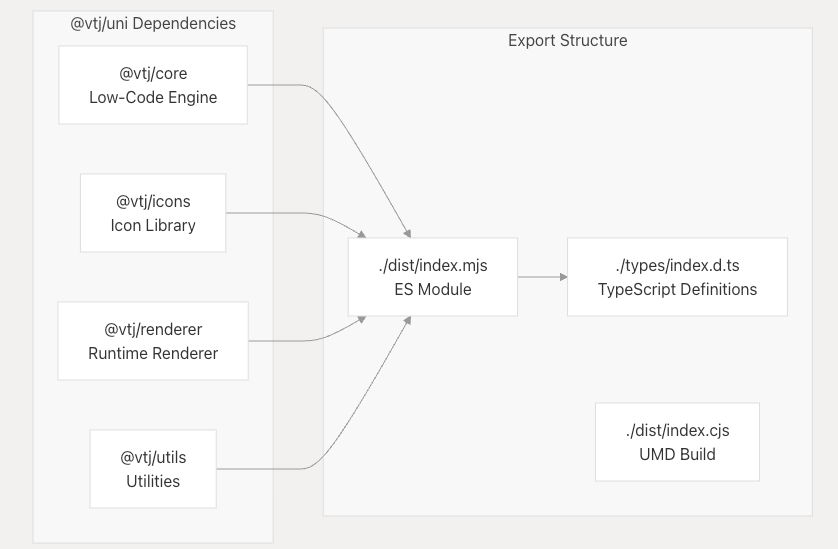 @vtj/uni Dependencies
@vtj/core
Low-Code Engine
@vtj/icons
Icon Library
@vtj/renderer
Runtime Renderer
@vtj/utils
Utilities
Export Structure
./dist/index.mjs
ES Module
./types/index.d.ts
TypeScript Definitions
./dist/index.cjs
UMD Build